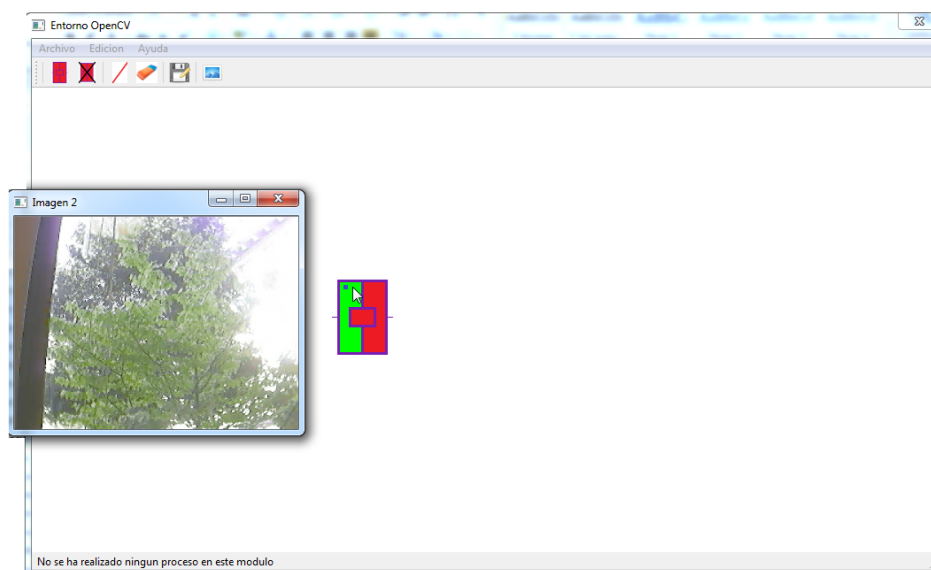 Entorno OpenCV
Archivo Edicion Ayuda
Imagen 2
No se ha realizado ningun proceso en este modulo